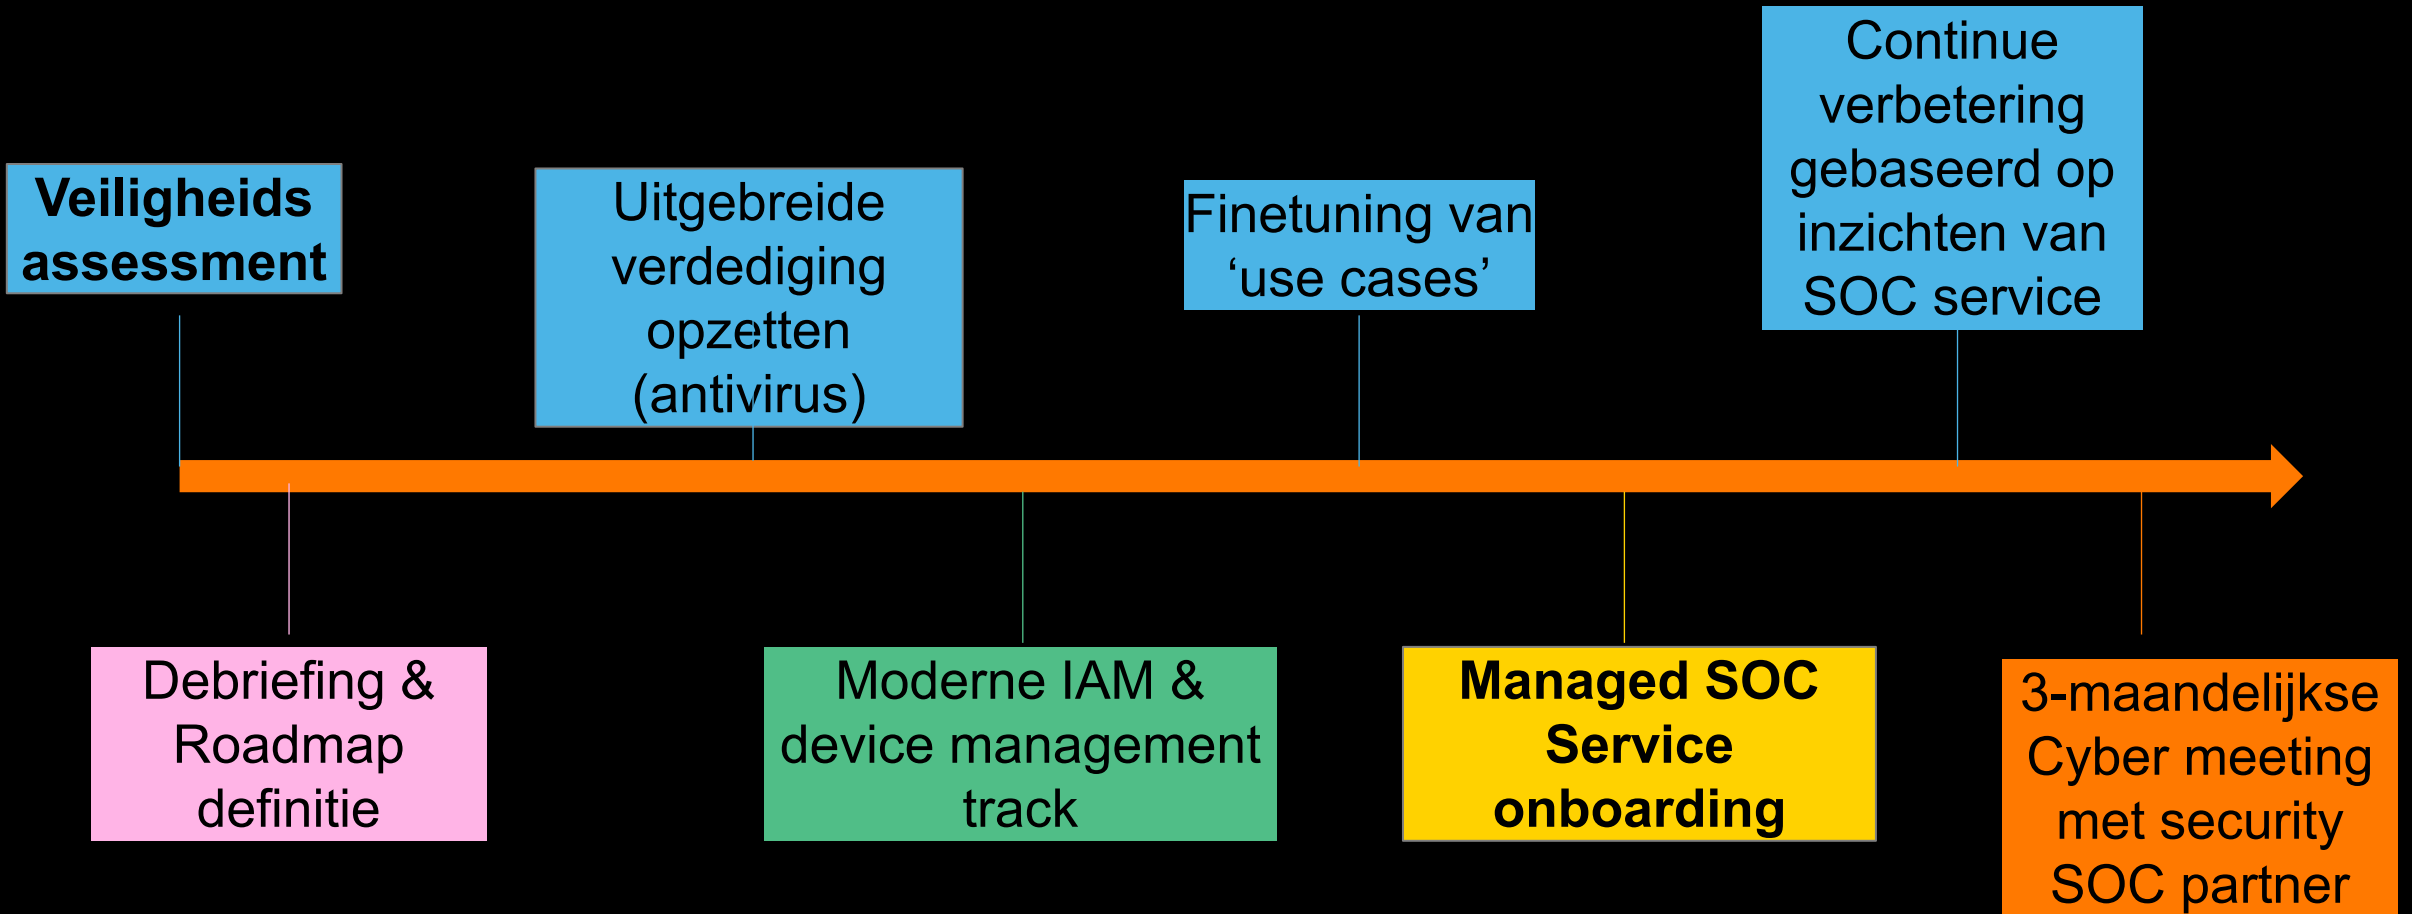 Veiligheids
assessment
Uitgebreide
verdediging
opzetten
(antivirus)
Finetuning van
‘use cases’
Continue
verbetering
gebaseerd op
inzichten van
SOC service
Debriefing &
Roadmap
definitie
Moderne IAM &
device management
track
Managed SOC
Service
onboarding
3-maandelijkse
Cyber meeting
met security
SOC partner